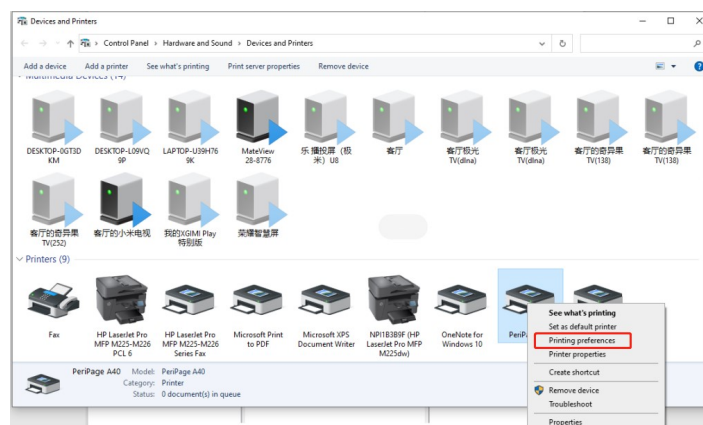 Devices and Printers
Control Panel > Hardware and Sound > Devices and Printers
Add a device Add a printer See what's printing Print server properties Remove device
Multimedia Devices (14)
DESKTOP-0GT3D DESKTOP-L09VQ LAPTOP-U39H76 MateView 乐播投屏（极 客厅 客厅极光 客厅极光 客厅的奇异果 客厅的奇异果
KM 9P 9K 28-8776 米）U8 TV(dlna) TV(dlna) TV(138) TV(138)
客厅的奇异果 客厅的小米电视 我的XGIMI Play 荣耀智慧屏
TV(252) 特别版
Printers (9)
Fax HP LaserJet Pro HP LaserJet Pro Microsoft Print Microsoft XPS NPI1B3B9F (HP OneNote for PeriP
MFP M225-M226 MFP M225-M226 to PDF Document Writer LaserJet Pro MFP Windows 10
PCL 6 Series Fax M225dw)
See what's printing
Set as default printer
Printing preferences
Printer properties
Create shortcut
Remove device
Troubleshoot
Properties
PeriPage A40 Model: PeriPage A40
Category: Printer
Status: 0 document(s) in queue